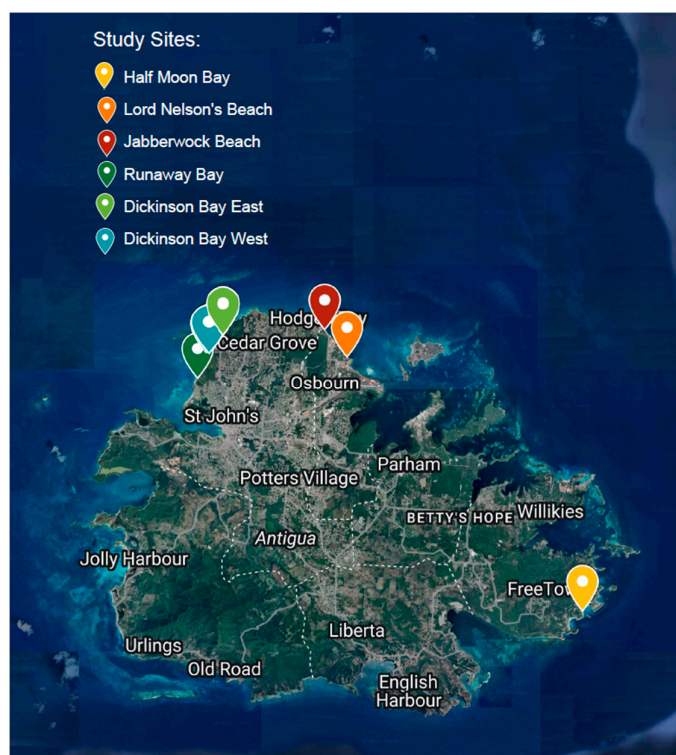 Study Sites:
Half Moon Bay
Lord Nelson's Beach
Jabberwock Beach
Runaway Bay
Dickinson Bay East
Dickinson Bay West
Cedar Grove
Osbourn
St John's
Potters Village
Parham
BETTY'S HOPE
Willikies
Antigua
Jolly Harbour
Liberta
Urlings
Old Road
English
Harbour